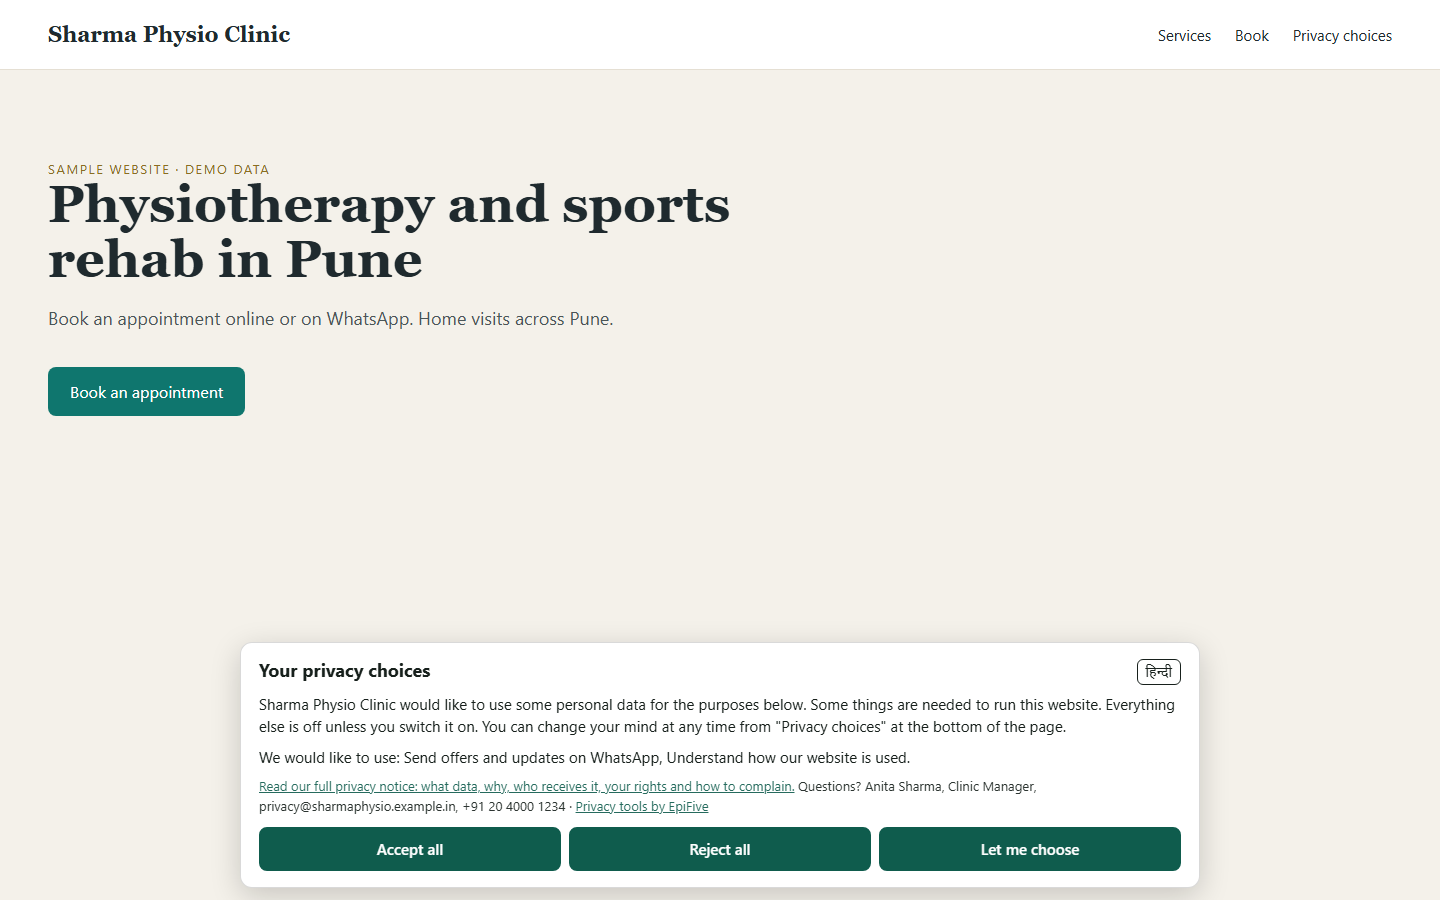 Sharma Physio Clinic
Services
Book
Privacy choices
SAMPLE WEBSITE · DEMO DATA
Physiotherapy and sports
rehab in Pune
Book an appointment online or on WhatsApp. Home visits across Pune.
Book an appointment
Your privacy choices
हिन्दी
Sharma Physio Clinic would like to use some personal data for the purposes below. Some things are needed to run this website. Everything
else is off unless you switch it on. You can change your mind at any time from "Privacy choices" at the bottom of the page.
We would like to use: Send offers and updates on WhatsApp, Understand how our website is used.
Read our full privacy notice: what data, why, who receives it, your rights and how to complain. Questions? Anita Sharma, Clinic Manager,
privacy@sharmaphysio.example.in, +91 20 4000 1234 · Privacy tools by EpiFive
Accept all
Reject all
Let me choose